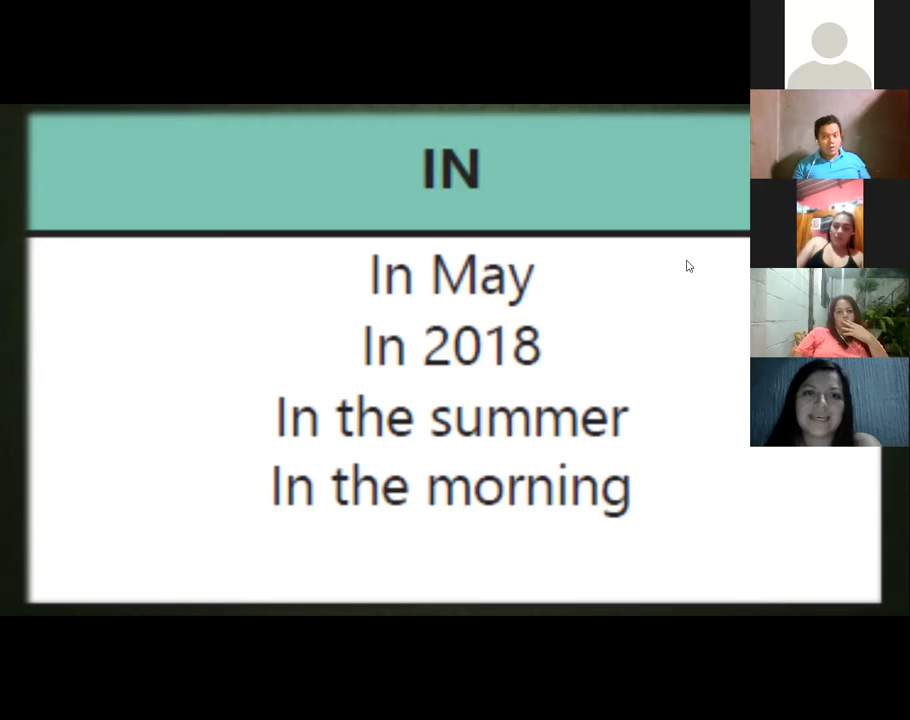 IN
In May
In 2018
In the summer
In the morning